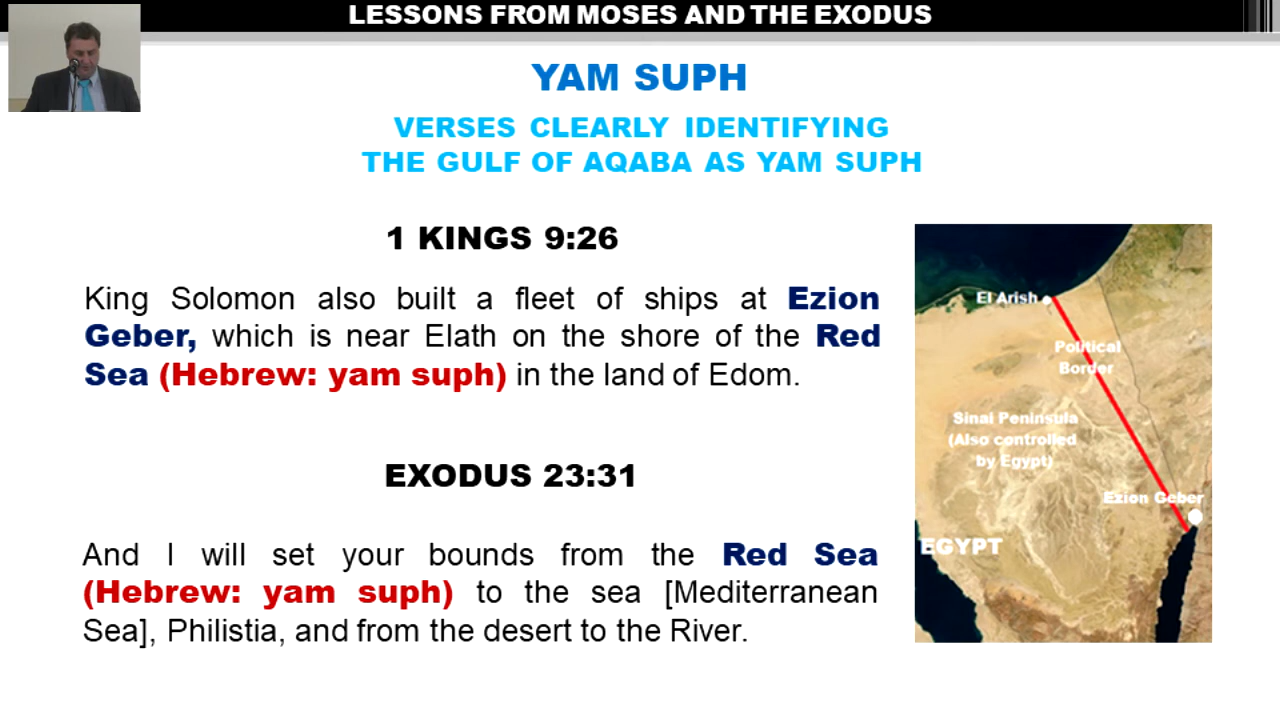 LESSONS FROM MOSES AND THE EXODUS
YAM SUPH
VERSES CLEARLY IDENTIFYING
THE GULF OF AQABA AS YAM SUPH
1 KINGS 9:26
King Solomon also built a fleet of ships at Ezion
Geber, which is near Elath on the shore of the Red
Sea (Hebrew: yam suph) in the land of Edom.
EXODUS 23:31
And I will set your bounds from the Red Sea
(Hebrew: yam suph) to the sea [Mediterranean
Sea], Philistia, and from the desert to the River.
El Arish
Political
Border
Sinai Peninsula
(Also controlled
by Egypt)
Ezion Geber
EGYPT